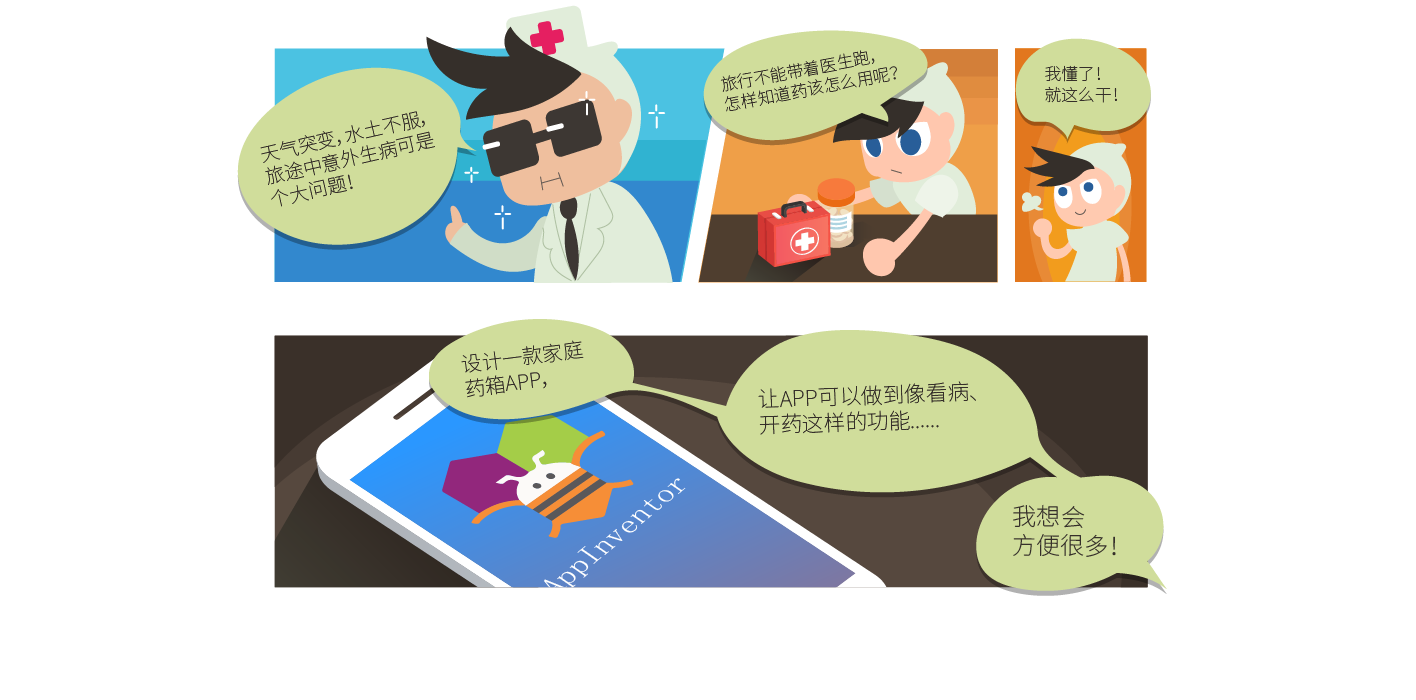 天气突变，水土不服，
旅途中意外生病可是
个大问题！
旅行不能带着医生跑，
怎样知道药该怎么用呢？
我懂了！
就这么干！
设计一款家庭
药箱APP，
让APP可以做到像看病、
开药这样的功能......
我想会
方便很多！
AppInventor